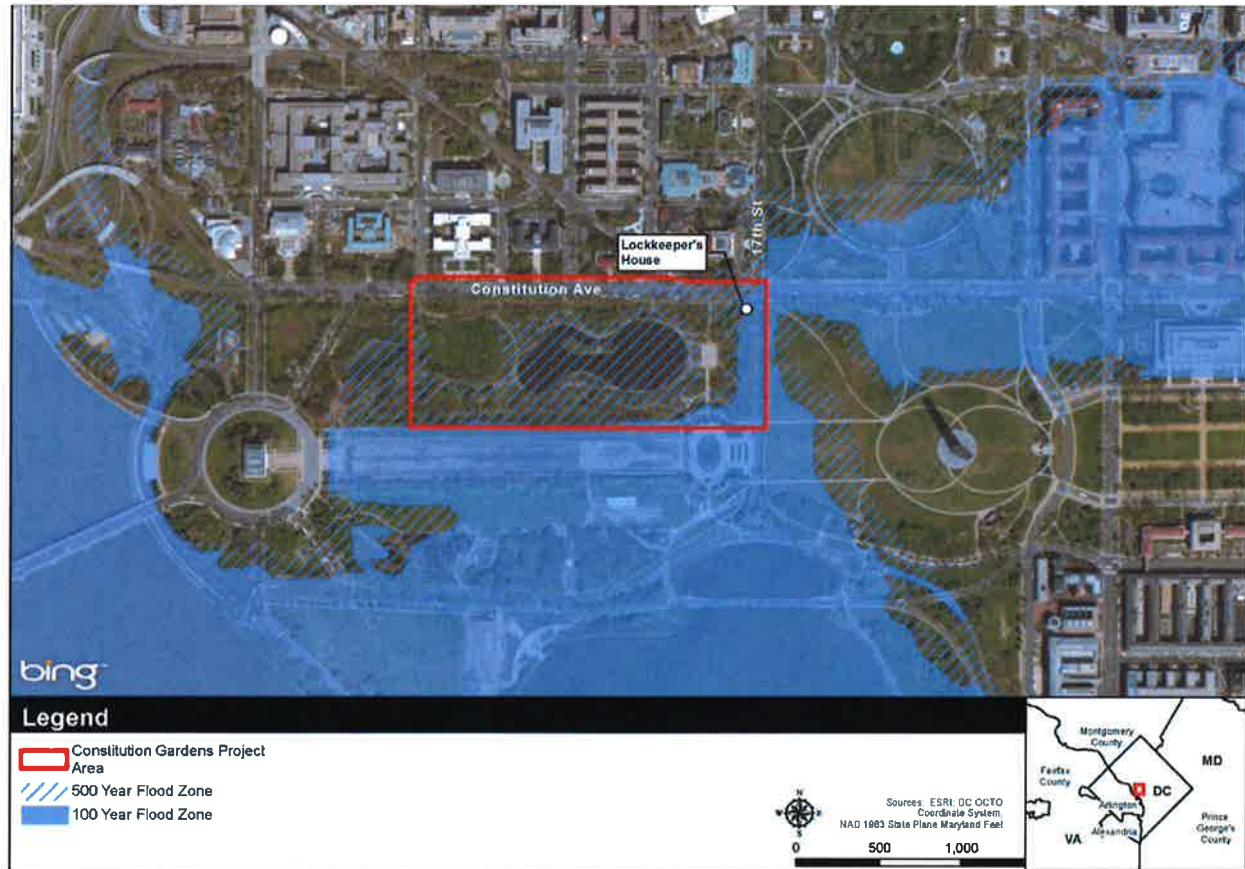 17th St
Lockkeeper's
House
Constitution Ave
bing
Legend
Constitution Gardens Project
Area
500 Year Flood Zone
100 Year Flood Zone
N
W
E
S
Sources: ESRI; DC OCTO
Coordinate System;
NAD 1983 State Plane Maryland Feet
0 500 1,000
Montgomery
County
MD
Fairfax
County
DC
Arlington
Alexandria
VA
Prince
George's
County